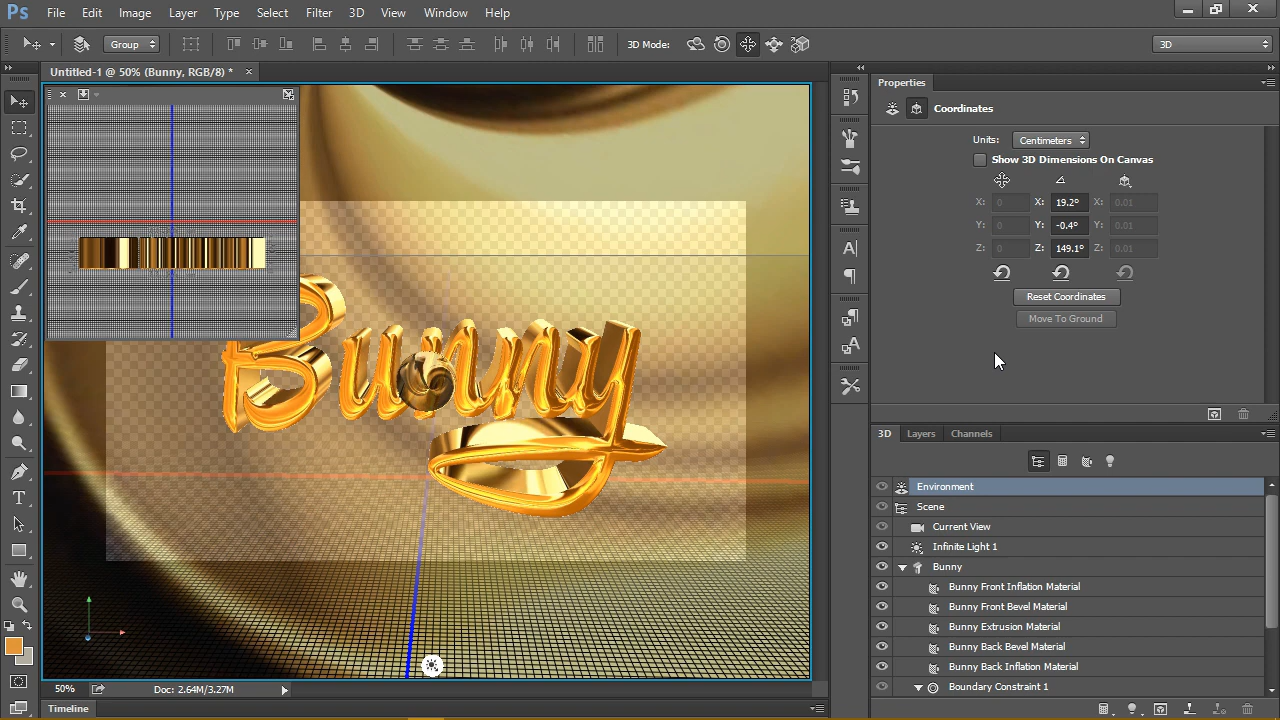 Ps File Edit Image Layer Type Select Filter 3D View Window Help
Group 3D Mode: 3D
Untitled-1 @ 50% (Bunny, RGB/8) *
Properties
Coordinates
Units: Centimeters
Show 3D Dimensions On Canvas
X: 0 X: 19.2º X: 0.01
Y: 0 Y: -0.4º Y: 0.01
Z: 0 Z: 149.1º Z: 0.01
Reset Coordinates
Move To Ground
Bunny
3D Layers Channels
Environment
Scene
Current View
Infinite Light 1
Bunny
Bunny Front Inflation Material
Bunny Front Bevel Material
Bunny Extrusion Material
Bunny Back Bevel Material
Bunny Back Inflation Material
Boundary Constraint 1
50% Doc: 2.64M/3.27M
Timeline